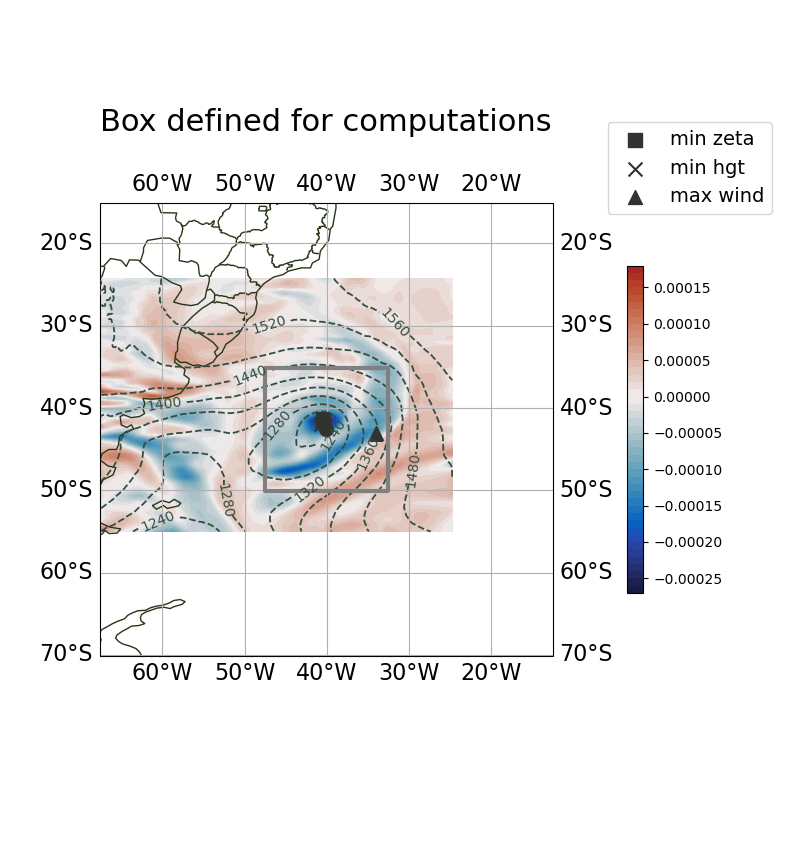 Box defined for computations
min zeta
min hgt
max wind
60°W 50°W 40°W 30°W 20°W
20°S 20°S
30°S 30°S
40°S 40°S
50°S 50°S
60°S 60°S
70°S 70°S
60°W 50°W 40°W 30°W 20°W
1520
1560
1440
1400
1280
1240
1360
1480
1320
1280
1240
0.00015
0.00010
0.00005
0.00000
−0.00005
−0.00010
−0.00015
−0.00020
−0.00025